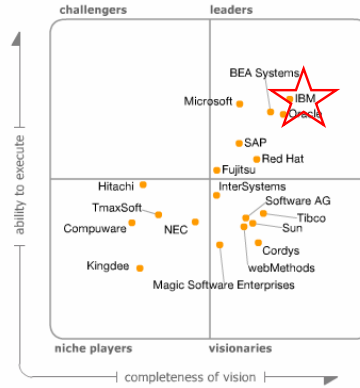 challengers
leaders
BEA Systems
IBM
Microsoft
Oracle
SAP
Red Hat
Fujitsu
ability to execute
Hitachi
InterSystems
Software AG
TmaxSoft
Tibco
Compuware
NEC
Sun
Cordys
Kingdee
webMethods
Magic Software Enterprises
niche players
visionaries
completeness of vision